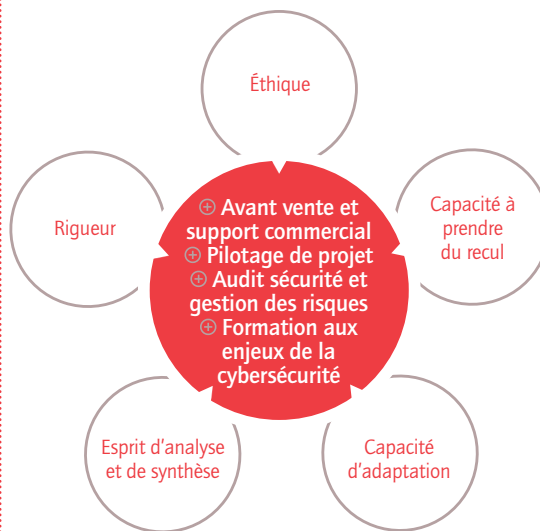 Éthique
Rigueur
Capacité à
prendre
du recul
⊕ Avant vente et
support commercial
⊕ Pilotage de projet
⊕ Audit sécurité et
gestion des risques
⊕ Formation aux
enjeux de la
cybersécurité
Esprit d'analyse
et de synthèse
Capacité
d'adaptation